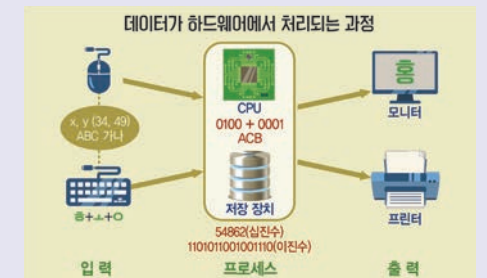 데이터가 하드웨어에서 처리되는 과정
x, y (34, 49)
ABC 가나
ㅎ+ㅗ+ㅇ
입 력
CPU
0100 + 0001
ACB
저장 장치
54862(십진수)
1101011001001110(이진수)
프로세스
홍
모니터
프린터
출 력